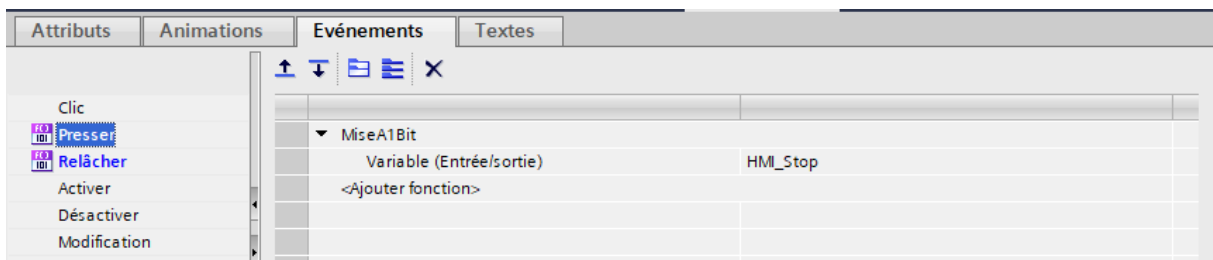 Attributs Animations Evénements Textes
Clic
Presser MiseA1Bit
Relâcher Variable (Entrée/sortie) HMI_Stop
Activer <Ajouter fonction>
Désactiver
Modification